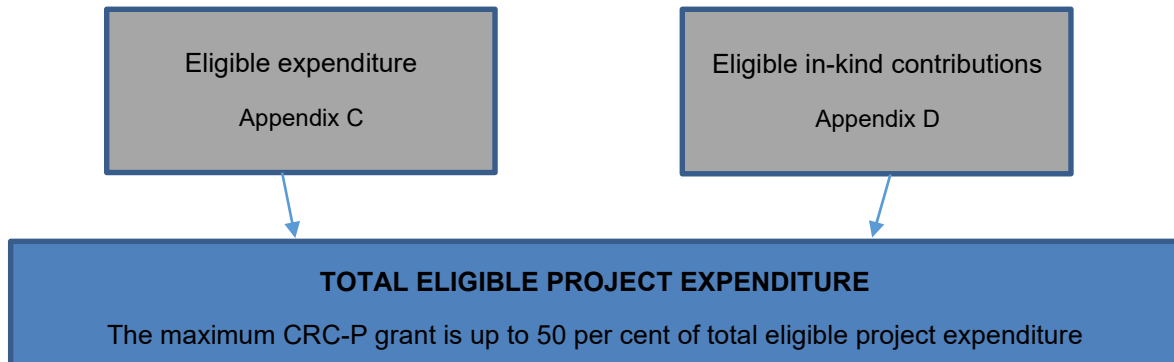 Eligible expenditure
Appendix C
Eligible in-kind contributions
Appendix D
TOTAL ELIGIBLE PROJECT EXPENDITURE
The maximum CRC-P grant is up to 50 per cent of total eligible project expenditure